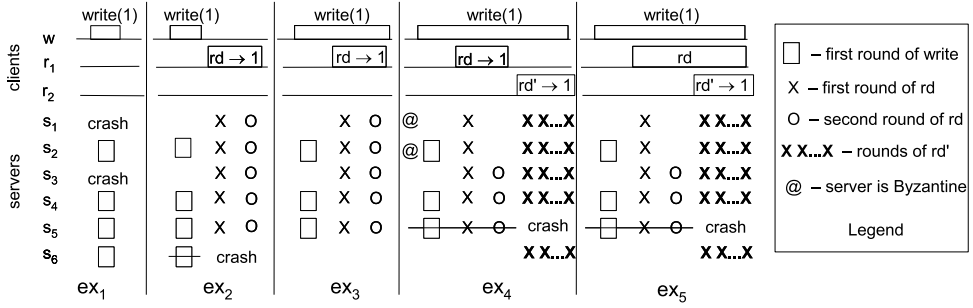 write(1) write(1) write(1) write(1) write(1)
clients
w
r1 rd → 1 rd → 1 rd → 1 rd
r2 rd' → 1 rd' → 1
servers
s1 crash X O X O @ X X X...X X X X...X
s2 X O X O @ X X X...X X X X...X
s3 crash X O X O X O X X...X X O X X...X
s4 X O X O X O X X...X X O X X...X
s5 X O X O X O crash X O crash
s6 crash X X...X X X...X
ex1 ex2 ex3 ex4 ex5
– first round of write
X – first round of rd
O – second round of rd
X X...X – rounds of rd'
@ – server is Byzantine
Legend